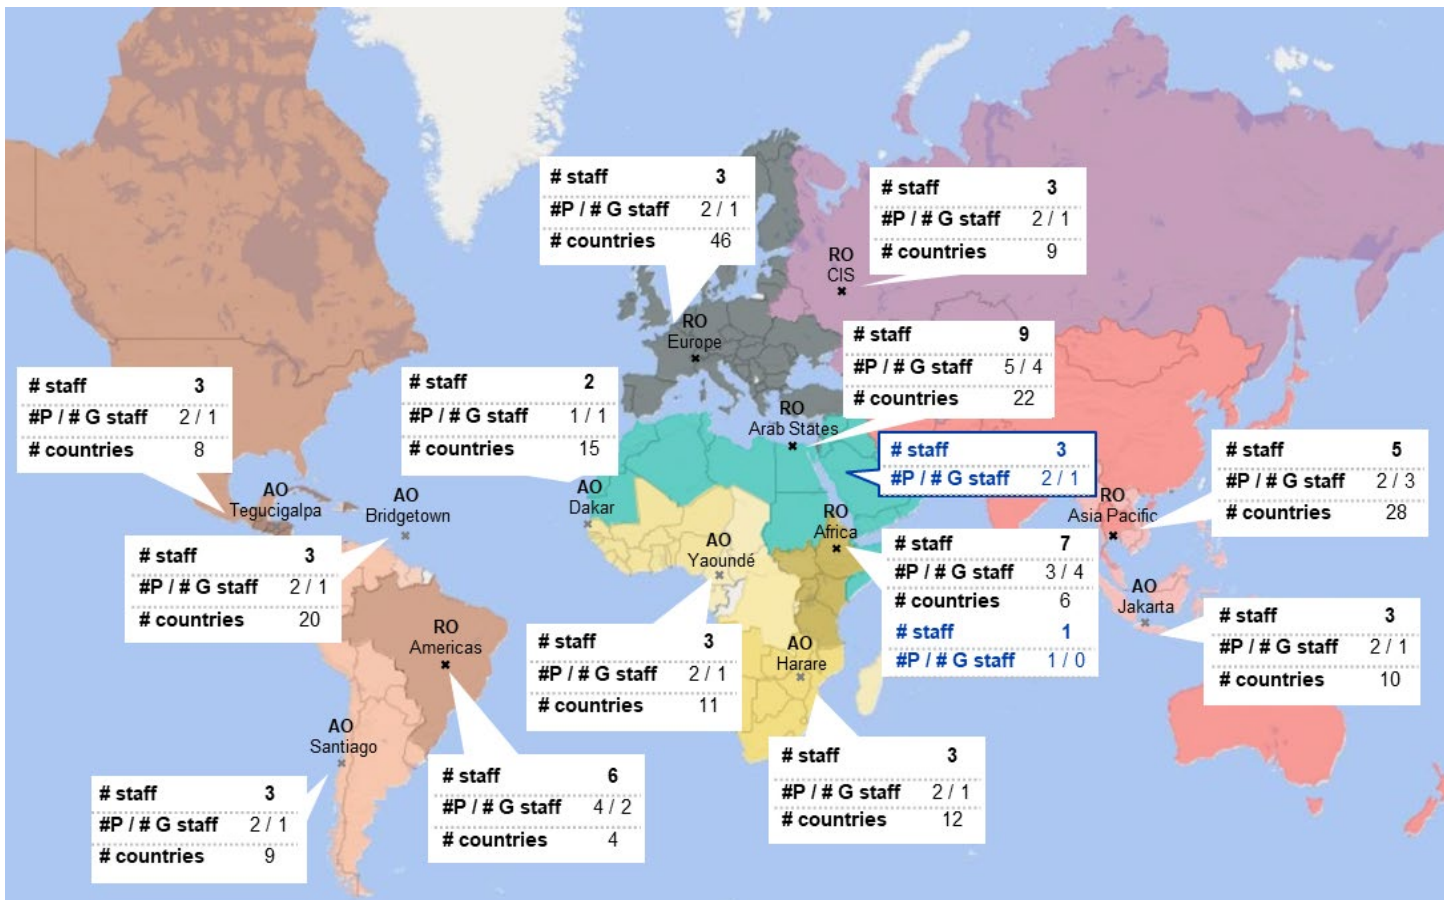 # staff 3
#P / # G staff 2 / 1
# countries 46
# staff 3
#P / # G staff 2 / 1
# countries 9
RO
CIS
RO
Europe
# staff 9
#P / # G staff 5 / 4
# countries 22
# staff 3
#P / # G staff 2 / 1
# countries 8
# staff 2
#P / # G staff 1 / 1
# countries 15
RO
Arab States
# staff 3
#P / # G staff 2 / 1
# staff 5
#P / # G staff 2 / 3
# countries 28
AO
Tegucigalpa
AO
Bridgetown
AO
Dakar
RO
Africa
RO
Asia Pacific
AO
Yaoundé
# staff 3
#P / # G staff 2 / 1
# countries 20
# staff 7
#P / # G staff 3 / 4
# countries 6
# staff 1
#P / # G staff 1 / 0
AO
Jakarta
# staff 3
#P / # G staff 2 / 1
# countries 10
RO
Americas
# staff 3
#P / # G staff 2 / 1
# countries 11
AO
Harare
AO
Santiago
# staff 3
#P / # G staff 2 / 1
# countries 9
# staff 6
#P / # G staff 4 / 2
# countries 4
# staff 3
#P / # G staff 2 / 1
# countries 12